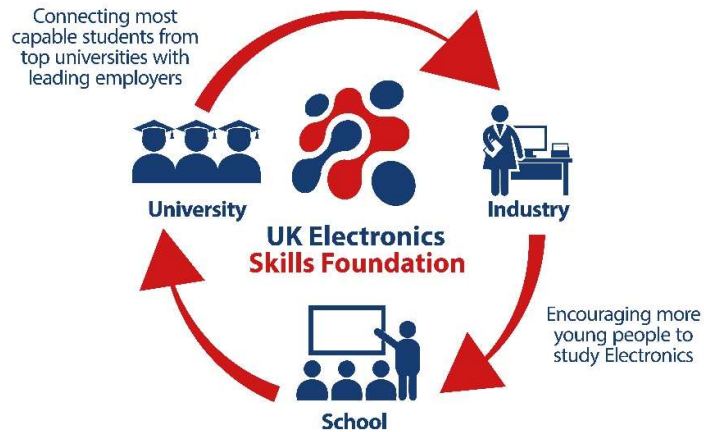 Connecting most
capable students from
top universities with
leading employers
University
Industry
UK Electronics
Skills Foundation
Encouraging more
young people to
study Electronics
School